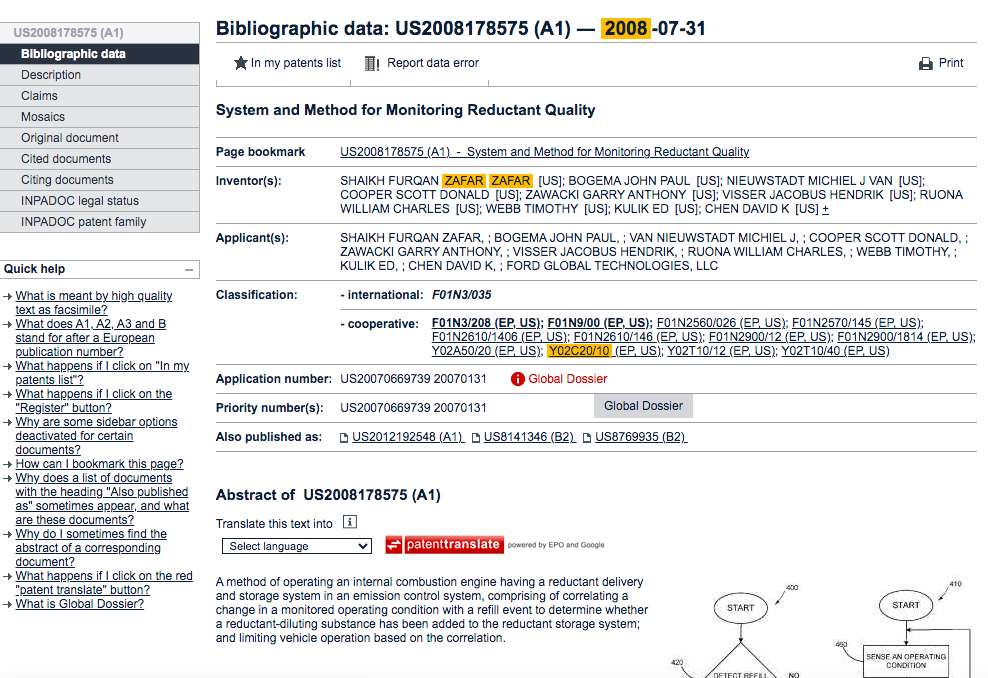 US2008178575 (A1)
Bibliographic data
Description
Claims
Mosaics
Original document
Cited documents
Citing documents
INPADOC legal status
INPADOC patent family
Quick help
What is meant by high quality
text as facsimile?
What does A1, A2, A3 and B
stand for after a European
publication number?
What happens if I click on "In my
patents list"?
What happens if I click on the
"Register" button?
Why are some sidebar options
deactivated for certain
documents?
How can I bookmark this page?
Why does a list of documents
with the heading "Also published
as" sometimes appear, and what
are these documents?
Why do I sometimes find the
abstract of a corresponding
document?
What happens if I click on the red
"patent translate" button?
What is Global Dossier?
Bibliographic data: US2008178575 (A1) — 2008-07-31
In my patents list Report data error Print
System and Method for Monitoring Reductant Quality
Page bookmark US2008178575 (A1) - System and Method for Monitoring Reductant Quality
Inventor(s): SHAIKH FURQAN ZAFAR ZAFAR [US]; BOGEMA JOHN PAUL [US]; NIEUWSTADT MICHIEL J VAN [US];
COOPER SCOTT DONALD [US]; ZAWACKI GARRY ANTHONY [US]; VISSER JACOBUS HENDRIK [US]; RUONA
WILLIAM CHARLES [US]; WEBB TIMOTHY [US]; KULIK ED [US]; CHEN DAVID K [US] +
Applicant(s): SHAIKH FURQAN ZAFAR, ; BOGEMA JOHN PAUL, ; VAN NIEUWSTADT MICHIEL J, ; COOPER SCOTT DONALD, ;
ZAWACKI GARRY ANTHONY, ; VISSER JACOBUS HENDRIK, ; RUONA WILLIAM CHARLES, ; WEBB TIMOTHY, ;
KULIK ED, ; CHEN DAVID K, ; FORD GLOBAL TECHNOLOGIES, LLC
Classification: - international: F01N3/035
- cooperative: F01N3/208 (EP, US); F01N9/00 (EP, US); F01N2560/026 (EP, US); F01N2570/145 (EP, US);
F01N2610/1406 (EP, US); F01N2610/146 (EP, US); F01N2900/12 (EP, US); F01N2900/1814 (EP, US);
Y02A50/20 (EP, US); Y02C20/10 (EP, US); Y02T10/12 (EP, US); Y02T10/40 (EP, US)
Application number: US20070669739 20070131 Global Dossier
Priority number(s): US20070669739 20070131 Global Dossier
Also published as: US2012192548 (A1) US8141346 (B2) US8769935 (B2)
Abstract of US2008178575 (A1)
Translate this text into i
Select language patenttranslate powered by EPO and Google
A method of operating an internal combustion engine having a reductant delivery
and storage system in an emission control system, comprising of correlating a
change in a monitored operating condition with a refill event to determine whether
a reductant-diluting substance has been added to the reductant storage system;
and limiting vehicle operation based on the correlation.
400
START
420
DETECT REFILL
NO
410
START
460
SENSE AN OPERATING
CONDITION